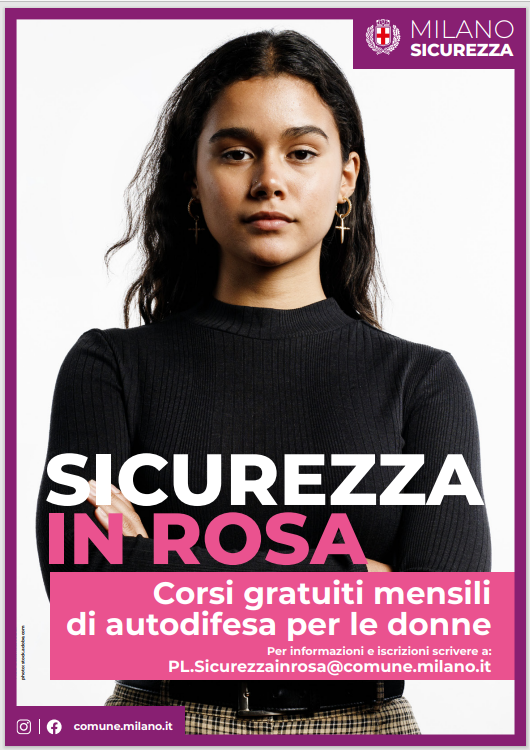 MILANO
SICUREZZA
SICUREZZA
IN ROSA
Corsi gratuiti mensili
di autodifesa per le donne
Per informazioni e iscrizioni scrivere a:
PL.Sicurezzainrosa@comune.milano.it
photo: stock.adobe.com
comune.milano.it